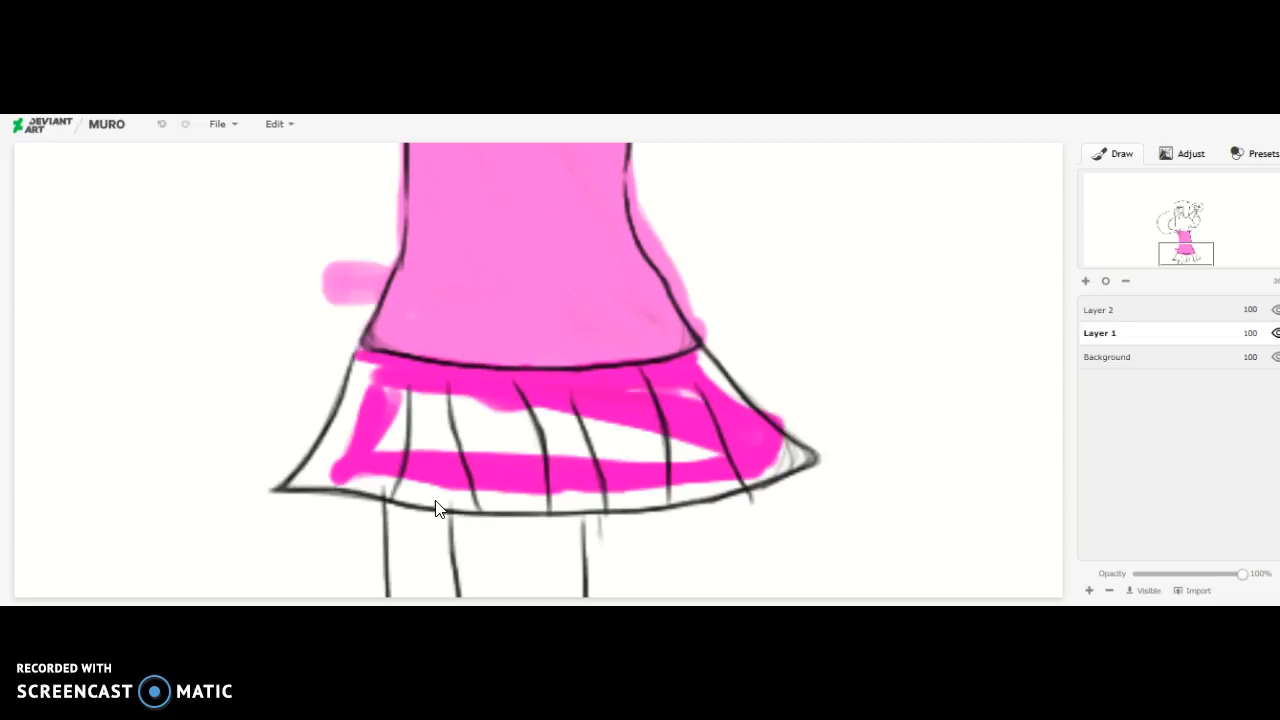 DEVIANT ART / MURO File Edit
Draw Adjust Presets
Layer 2 100
Layer 1 100
Background 100
Opacity 100%
Visible Import
RECORDED WITH
SCREENCAST MATIC